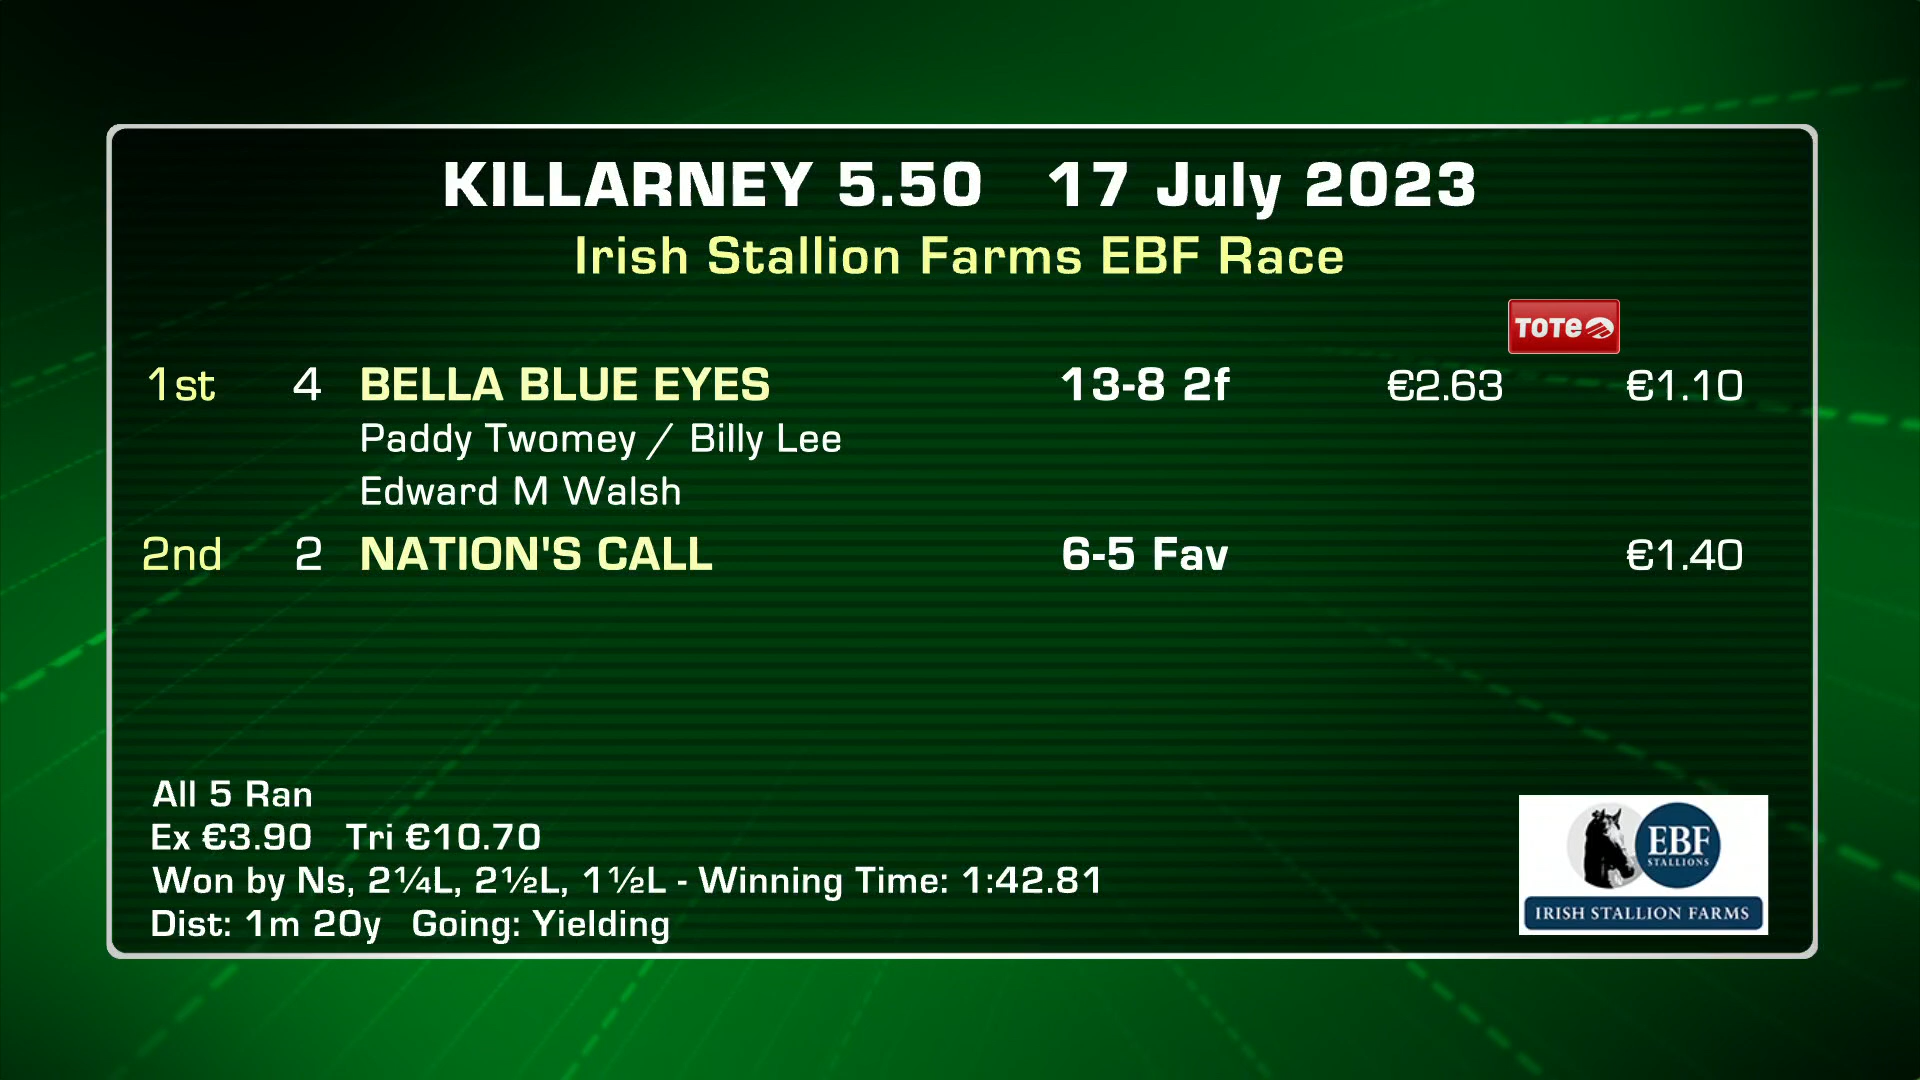 KILLARNEY 5.50 17 July 2023
Irish Stallion Farms EBF Race
TOTE
1st 4 BELLA BLUE EYES 13-8 2f €2.63 €1.10
Paddy Twomey / Billy Lee
Edward M Walsh
2nd 2 NATION'S CALL 6-5 Fav €1.40
All 5 Ran
Ex €3.90 Tri €10.70
Won by Ns, 2¼L, 2½L, 1½L - Winning Time: 1:42.81
Dist: 1m 20y Going: Yielding
EBF
STALLIONS
IRISH STALLION FARMS